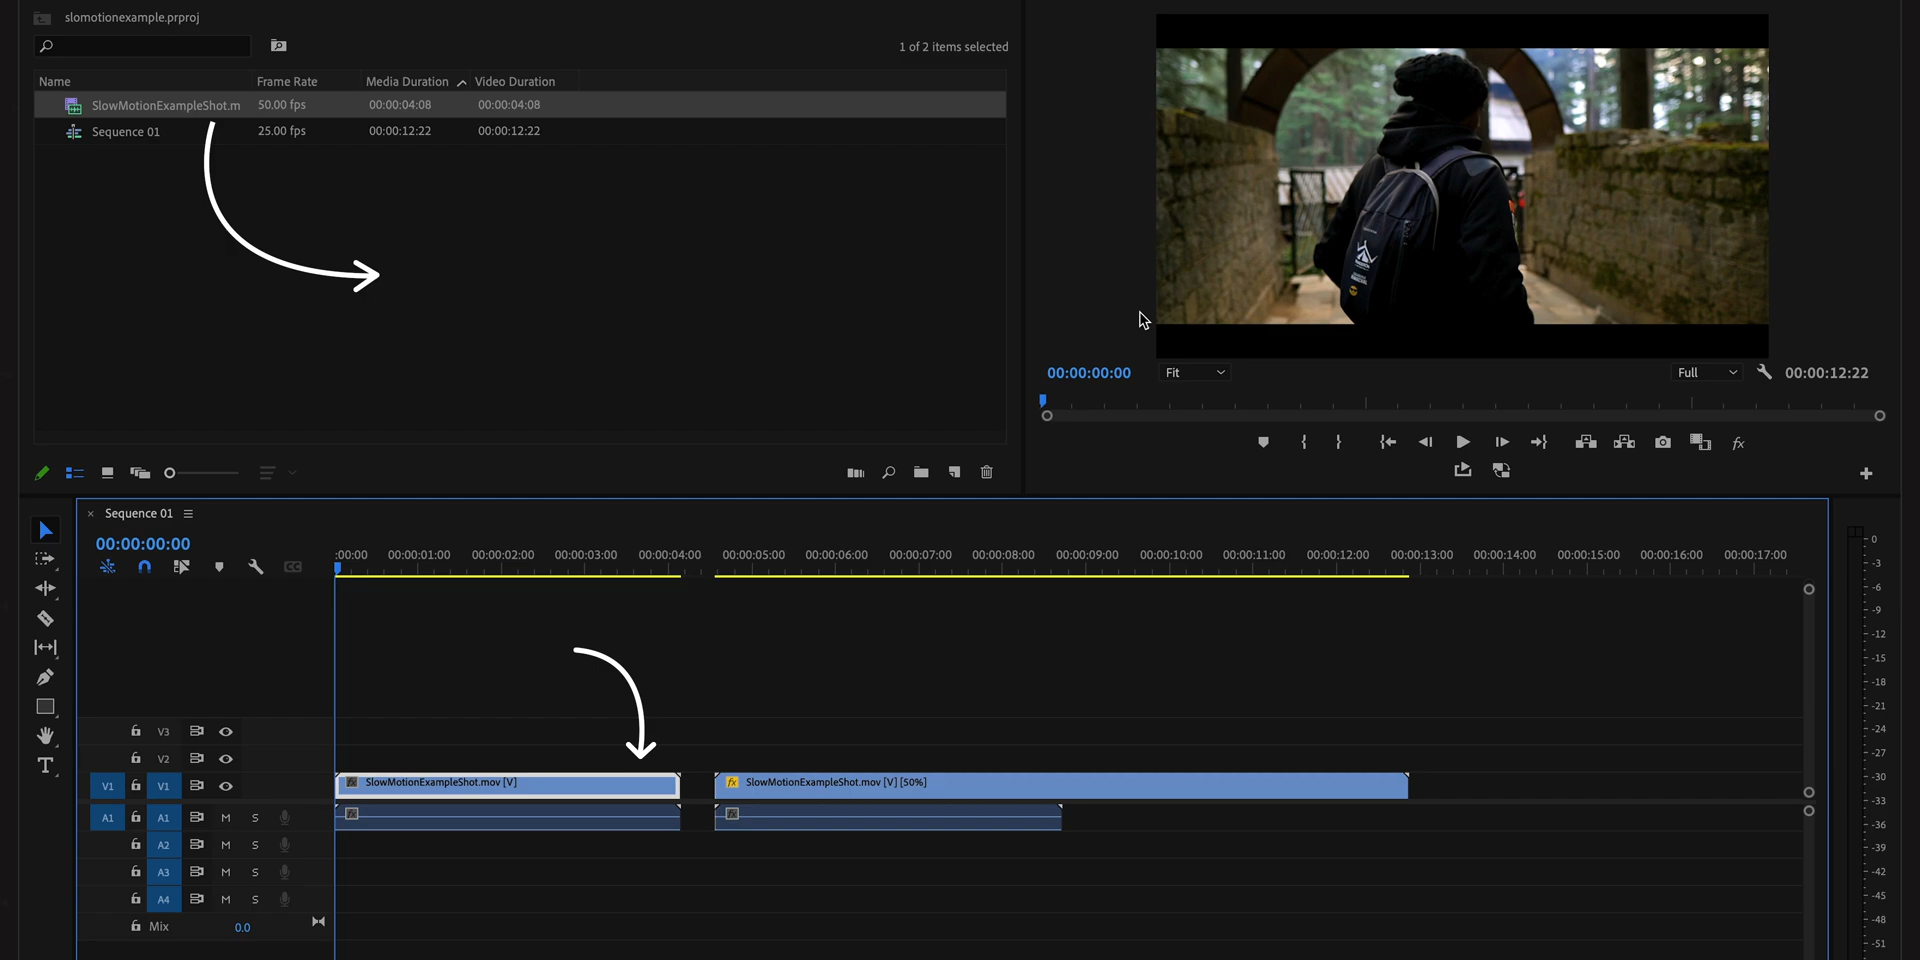 slomotionexample.prproj
1 of 2 items selected
Name Frame Rate Media Duration Video Duration
SlowMotionExampleShot.m 50.00 fps 00:00:04:08 00:00:04:08
Sequence 01 25.00 fps 00:00:12:22 00:00:12:22
00:00:00:00 Fit Full 00:00:12:22
fx
× Sequence 01
00:00:00:00
:00:00 00:00:01:00 00:00:02:00 00:00:03:00 00:00:04:00 00:00:05:00 00:00:06:00 00:00:07:00 00:00:08:00 00:00:09:00 00:00:10:00 00:00:11:00 00:00:12:00 00:00:13:00 00:00:14:00 00:00:15:00 00:00:16:00 00:00:17:00
CC
V3
V2
V1 V1 fx SlowMotionExampleShot.mov [V] fx SlowMotionExampleShot.mov [V] [50%]
A1 A1 M S fx fx
A2 M S
A3 M S
A4 M S
Mix 0.0
0
-3
-6
-9
-12
-15
-18
-21
-24
-27
-30
-33
-36
-39
-42
-45
-48
-51